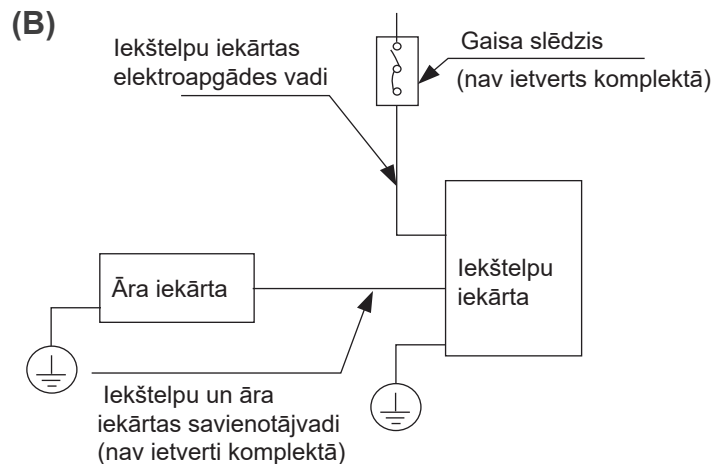 (B)
Iekštelpu iekārtas
elektroapgādes vadi
Gaisa slēdzis
(nav ietverts komplektā)
Āra iekārta
Iekštelpu
iekārta
Iekštelpu un āra
iekārtas savienotājvadi
(nav ietverti komplektā)